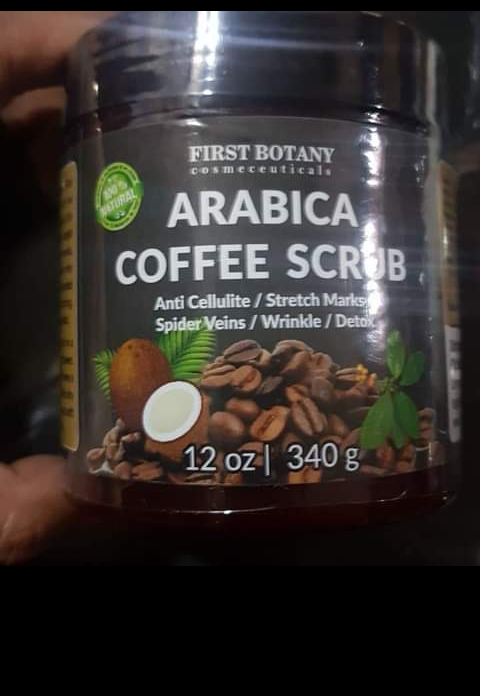 FIRST BOTANY
cosmeceuticals
100%
NATURAL
ARABICA
COFFEE SCRUB
Anti Cellulite / Stretch Marks
Spider Veins / Wrinkle / Detox
12 oz | 340 g